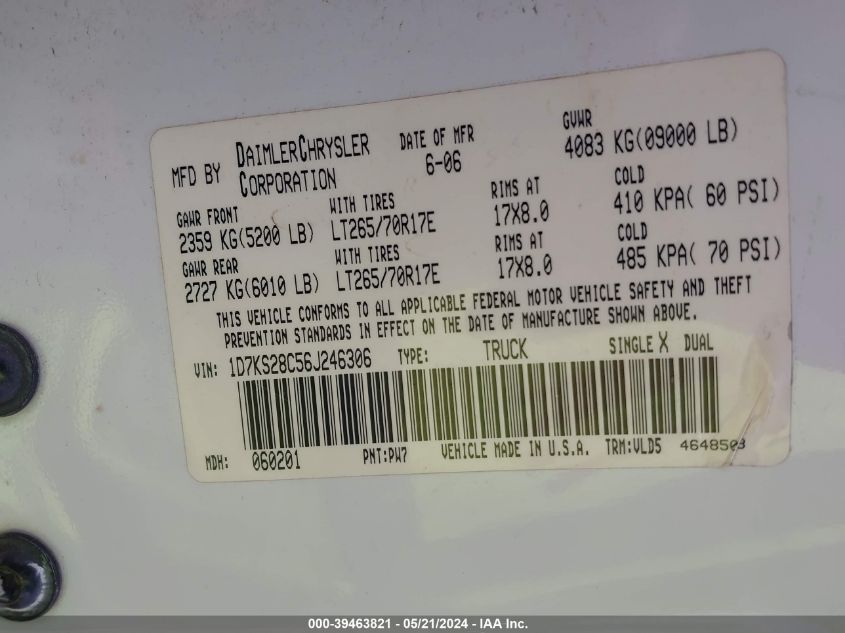 MFD BY DAIMLERCHRYSLER CORPORATION DATE OF MFR 6-06 GVWR 4083 KG(09000 LB)
GAWR FRONT WITH TIRES RIMS AT COLD
2359 KG(5200 LB) LT265/70R17E 17X8.0 410 KPA( 60 PSI)
GAWR REAR WITH TIRES RIMS AT COLD
2727 KG(6010 LB) LT265/70R17E 17X8.0 485 KPA( 70 PSI)
THIS VEHICLE CONFORMS TO ALL APPLICABLE FEDERAL MOTOR VEHICLE SAFETY AND THEFT
PREVENTION STANDARDS IN EFFECT ON THE DATE OF MANUFACTURE SHOWN ABOVE.
VIN: 1D7KS28C56J246306 TYPE: TRUCK SINGLE X DUAL
MDH: 060201 PNT:PW7 VEHICLE MADE IN U.S.A. TRM:VLD5 4648503
000-39463821 - 05/21/2024 - IAA Inc.